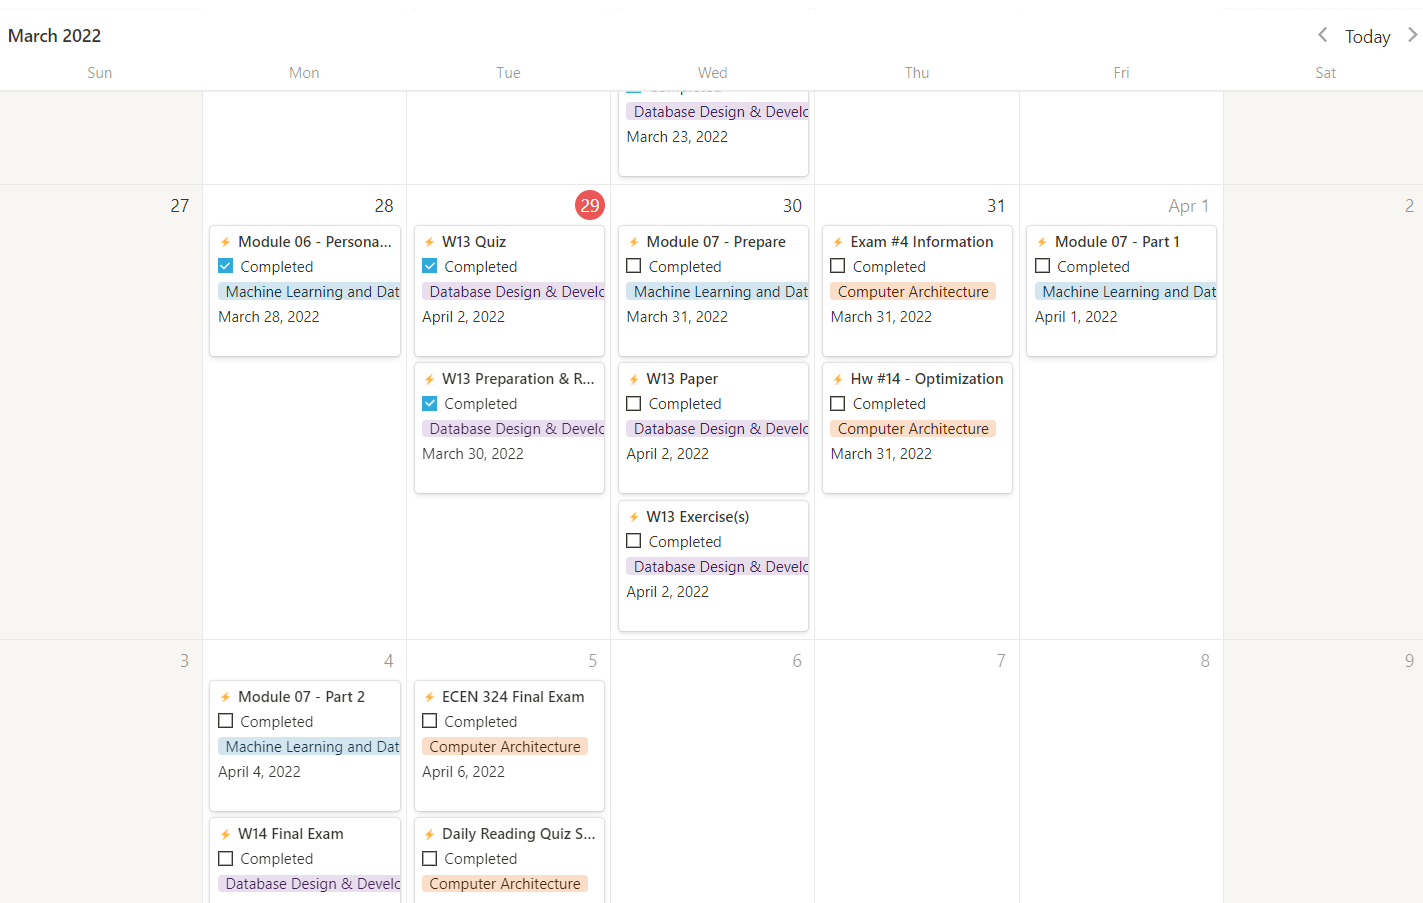 March 2022
Today
Sun Mon Tue Wed Thu Fri Sat
Completed
Database Design & Develo
March 23, 2022
27 28 29 30 31 Apr 1 2
Module 06 - Persona...
Completed
Machine Learning and Dat
March 28, 2022
W13 Quiz
Completed
Database Design & Develo
April 2, 2022
W13 Preparation & R...
Completed
Database Design & Develo
March 30, 2022
Module 07 - Prepare
Completed
Machine Learning and Dat
March 31, 2022
W13 Paper
Completed
Database Design & Develo
April 2, 2022
W13 Exercise(s)
Completed
Database Design & Develo
April 2, 2022
Exam #4 Information
Completed
Computer Architecture
March 31, 2022
Hw #14 - Optimization
Completed
Computer Architecture
March 31, 2022
Module 07 - Part 1
Completed
Machine Learning and Dat
April 1, 2022
3 4 5 6 7 8 9
Module 07 - Part 2
Completed
Machine Learning and Dat
April 4, 2022
W14 Final Exam
Completed
Database Design & Develo
ECEN 324 Final Exam
Completed
Computer Architecture
April 6, 2022
Daily Reading Quiz S...
Completed
Computer Architecture